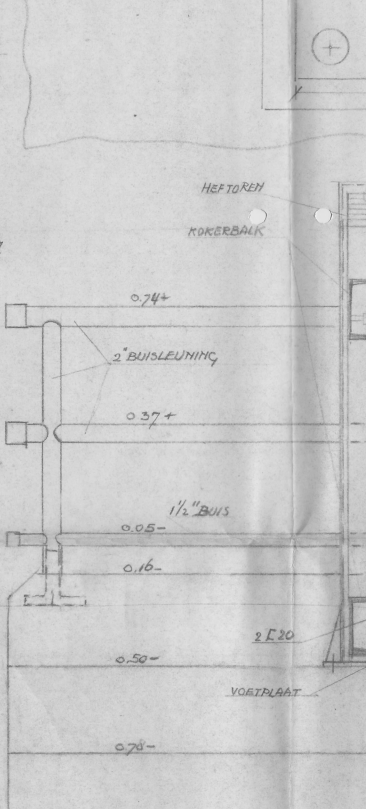 HEFTOREN
KOKERBALK
0.74+
2" BUISLEUNING
0.37+
1½" BUIS
0.05-
0.16-
2 [ 20
0.50-
VOETPLAAT
0.78-